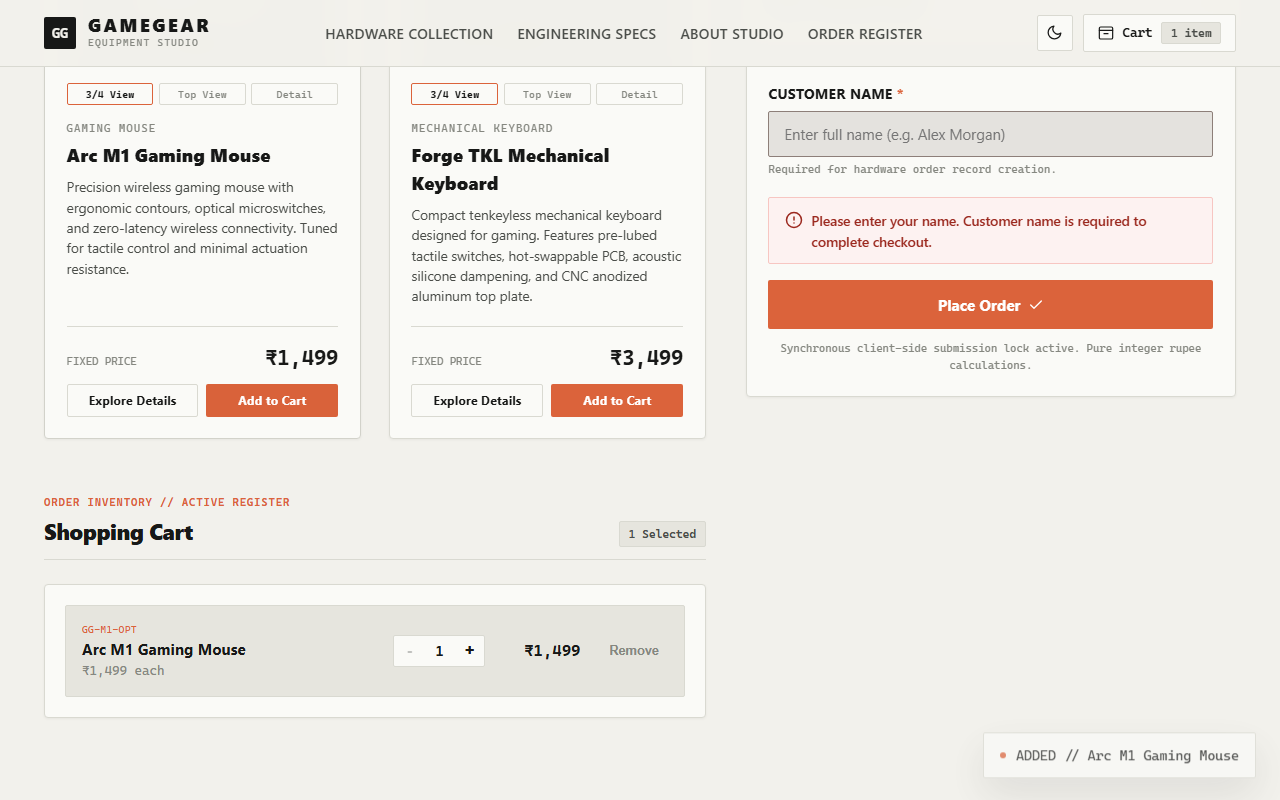 GG
GAMEGEAR
EQUIPMENT STUDIO
HARDWARE COLLECTION
ENGINEERING SPECS
ABOUT STUDIO
ORDER REGISTER
Cart
1 item
3/4 View
Top View
Detail
GAMING MOUSE
Arc M1 Gaming Mouse
Precision wireless gaming mouse with
ergonomic contours, optical microswitches,
and zero-latency wireless connectivity. Tuned
for tactile control and minimal actuation
resistance.
FIXED PRICE
₹1,499
Explore Details
Add to Cart
3/4 View
Top View
Detail
MECHANICAL KEYBOARD
Forge TKL Mechanical
Keyboard
Compact tenkeyless mechanical keyboard
designed for gaming. Features pre-lubed
tactile switches, hot-swappable PCB, acoustic
silicone dampening, and CNC anodized
aluminum top plate.
FIXED PRICE
₹3,499
Explore Details
Add to Cart
CUSTOMER NAME *
Enter full name (e.g. Alex Morgan)
Required for hardware order record creation.
Please enter your name. Customer name is required to
complete checkout.
Place Order
Synchronous client-side submission lock active. Pure integer rupee
calculations.
ORDER INVENTORY // ACTIVE REGISTER
Shopping Cart
1 Selected
GG-M1-OPT
Arc M1 Gaming Mouse
₹1,499 each
- 1 +
₹1,499
Remove
ADDED // Arc M1 Gaming Mouse